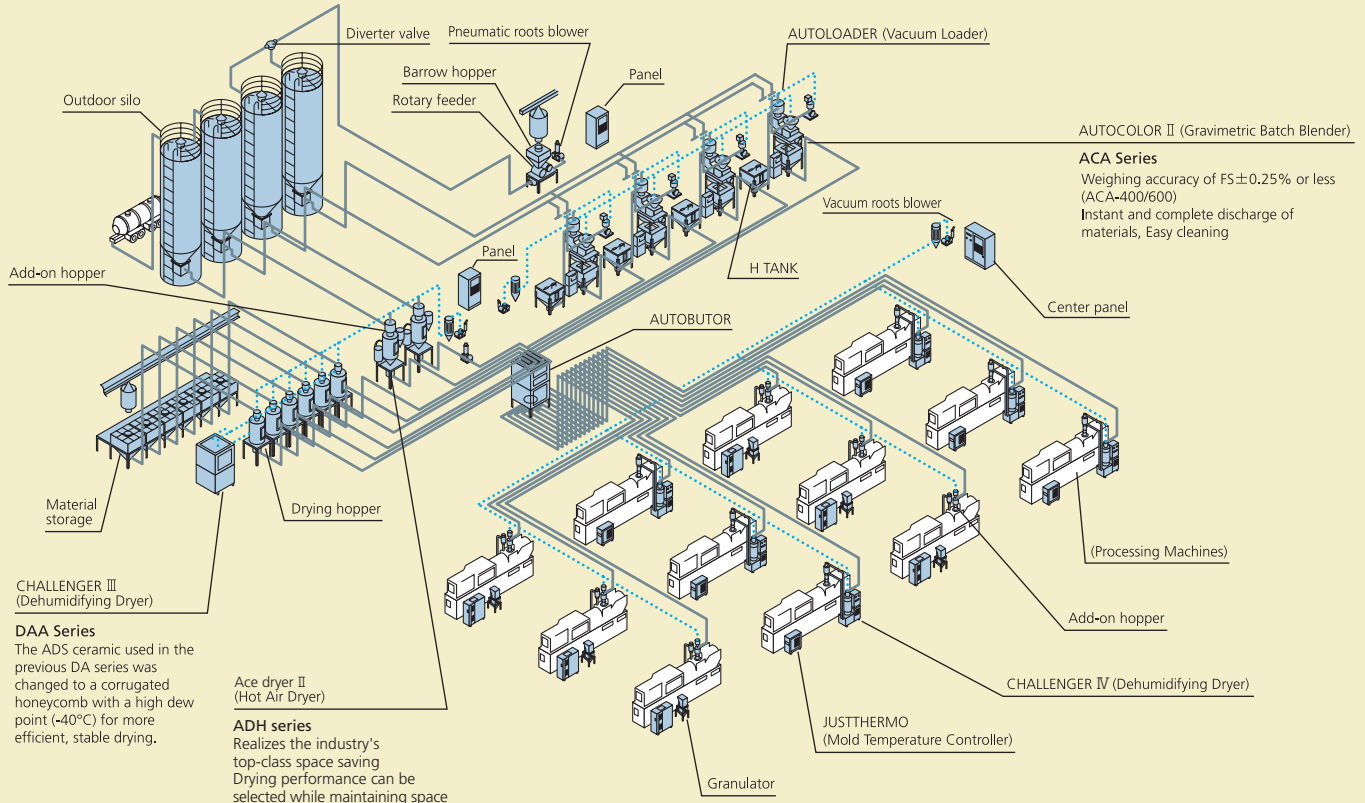 Diverter valve
Pneumatic roots blower
AUTOLOADER (Vacuum Loader)
Barrow hopper
Panel
Outdoor silo
Rotary feeder
AUTOCOLOR Ⅱ (Gravimetric Batch Blender)
ACA Series
Weighing accuracy of FS±0.25% or less
(ACA-400/600)
Instant and complete discharge of
materials, Easy cleaning
Vacuum roots blower
Panel
H TANK
Add-on hopper
Center panel
AUTOBUTOR
Material
storage
Drying hopper
(Processing Machines)
CHALLENGER Ⅲ
(Dehumidifying Dryer)
DAA Series
The ADS ceramic used in the
previous DA series was
changed to a corrugated
honeycomb with a high dew
point (-40°C) for more
efficient, stable drying.
Add-on hopper
Ace dryer Ⅱ
(Hot Air Dryer)
ADH series
Realizes the industry's
top-class space saving
Drying performance can be
selected while maintaining space
CHALLENGER Ⅳ (Dehumidifying Dryer)
JUSTTHERMO
(Mold Temperature Controller)
Granulator